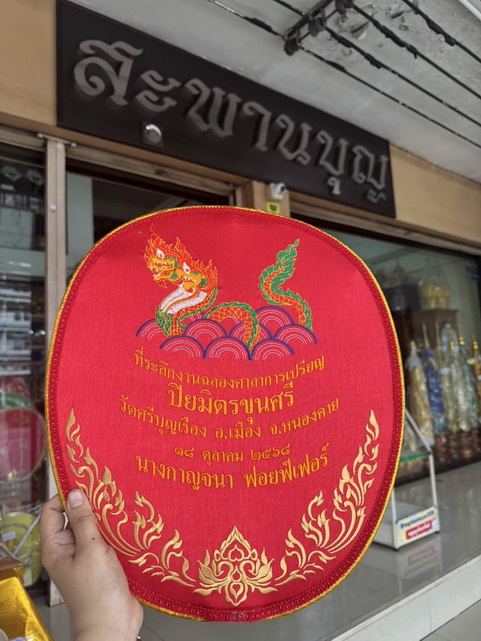 สะพานบุญ
ที่ระลึกงานฉลองศาลาการเปรียญ
ปิยมิตรขุนศรี
วัดศรีบุญเรือง อ.เมือง จ.หนองคาย
๑๘ ตุลาคม ๒๕๖๘
นางกาญจนา ฟอยฟ์เฟอร์